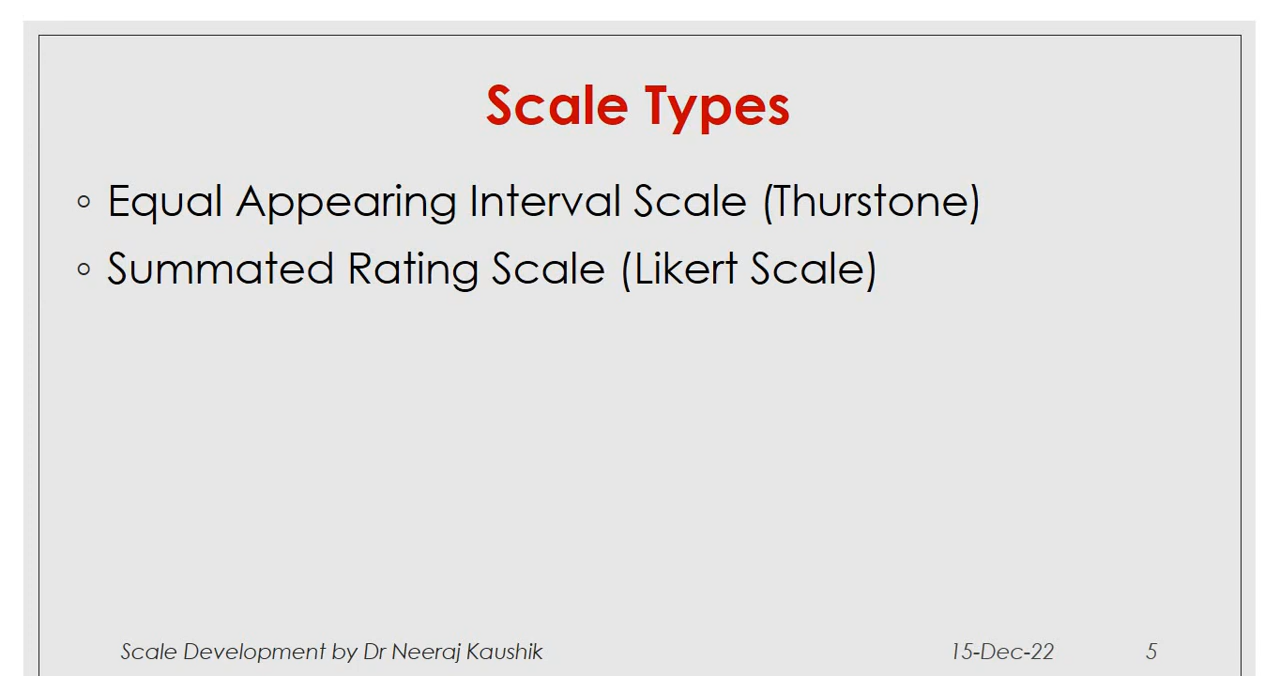 Scale Types
◦ Equal Appearing Interval Scale (Thurstone)
◦ Summated Rating Scale (Likert Scale)
Scale Development by Dr Neeraj Kaushik 15-Dec-22 5